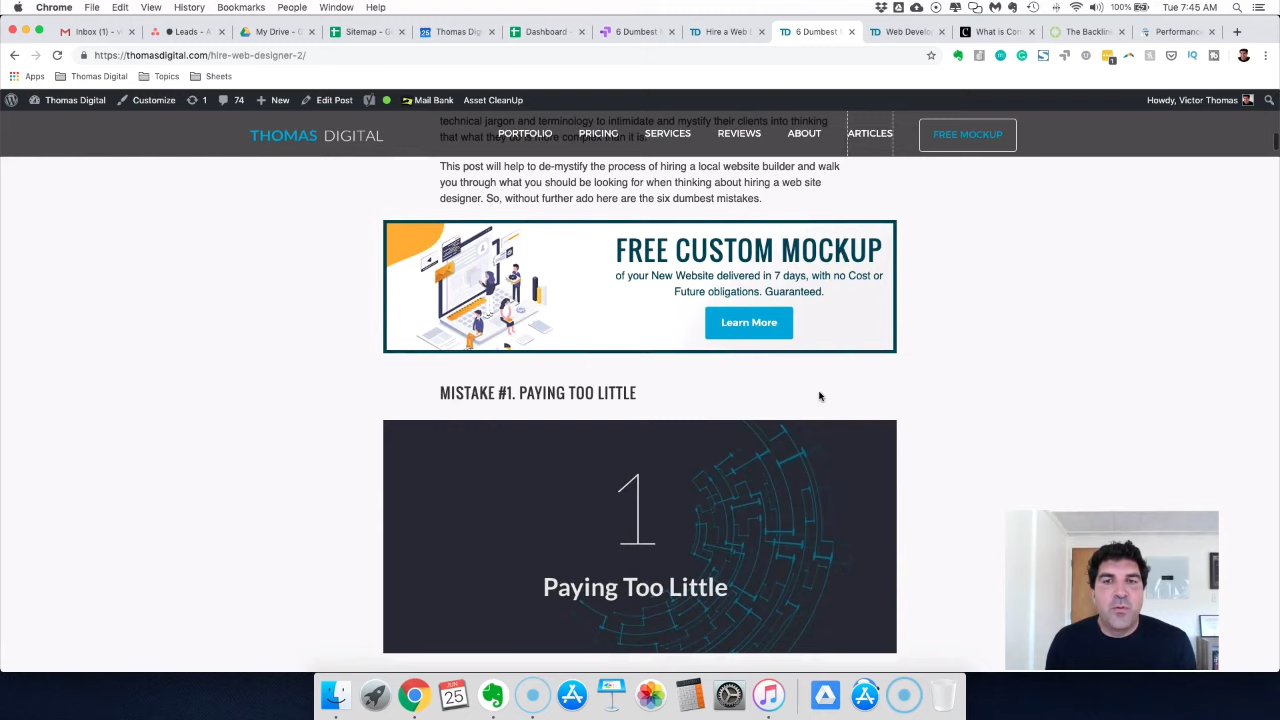 Chrome File Edit View History Bookmarks People Window Help 100% Tue 7:45 AM
Inbox (1) - v Leads - A My Drive - G Sitemap - G Thomas Dig Dashboard - 6 Dumbest M Hire a Web D 6 Dumbest M Web Develo What is Con The Backlink Performanc
https://thomasdigital.com/hire-web-designer-2/
Apps Thomas Digital Topics Sheets
Thomas Digital Customize 1 74 New Edit Post Mail Bank Asset CleanUp Howdy, Victor Thomas
technical jargon and terminology to intimidate and mystify their clients into thinking
THOMAS DIGITAL PORTFOLIO PRICING SERVICES REVIEWS ABOUT ARTICLES FREE MOCKUP
that what they do is more complex than it is.
This post will help to de-mystify the process of hiring a local website builder and walk
you through what you should be looking for when thinking about hiring a web site
designer. So, without further ado here are the six dumbest mistakes.
FREE CUSTOM MOCKUP
of your New Website delivered in 7 days, with no Cost or
Future obligations. Guaranteed.
Learn More
MISTAKE #1. PAYING TOO LITTLE
1
Paying Too Little
JUN
25